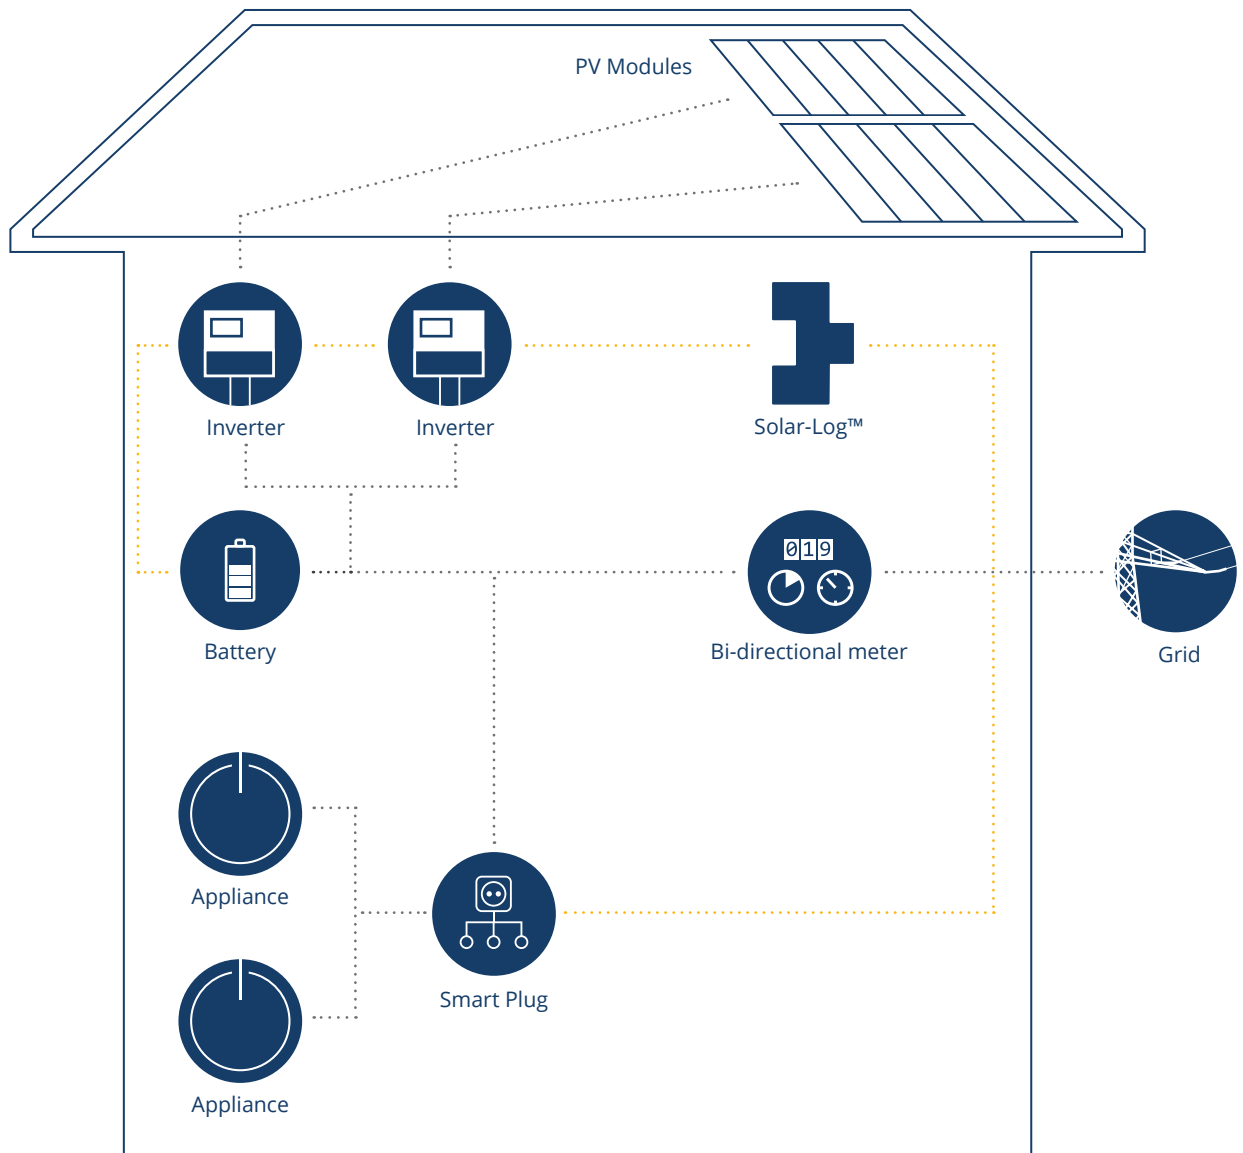 PV Modules
Inverter
Inverter
Solar-Log™
019
Battery
Bi-directional meter
Grid
Appliance
Smart Plug
Appliance